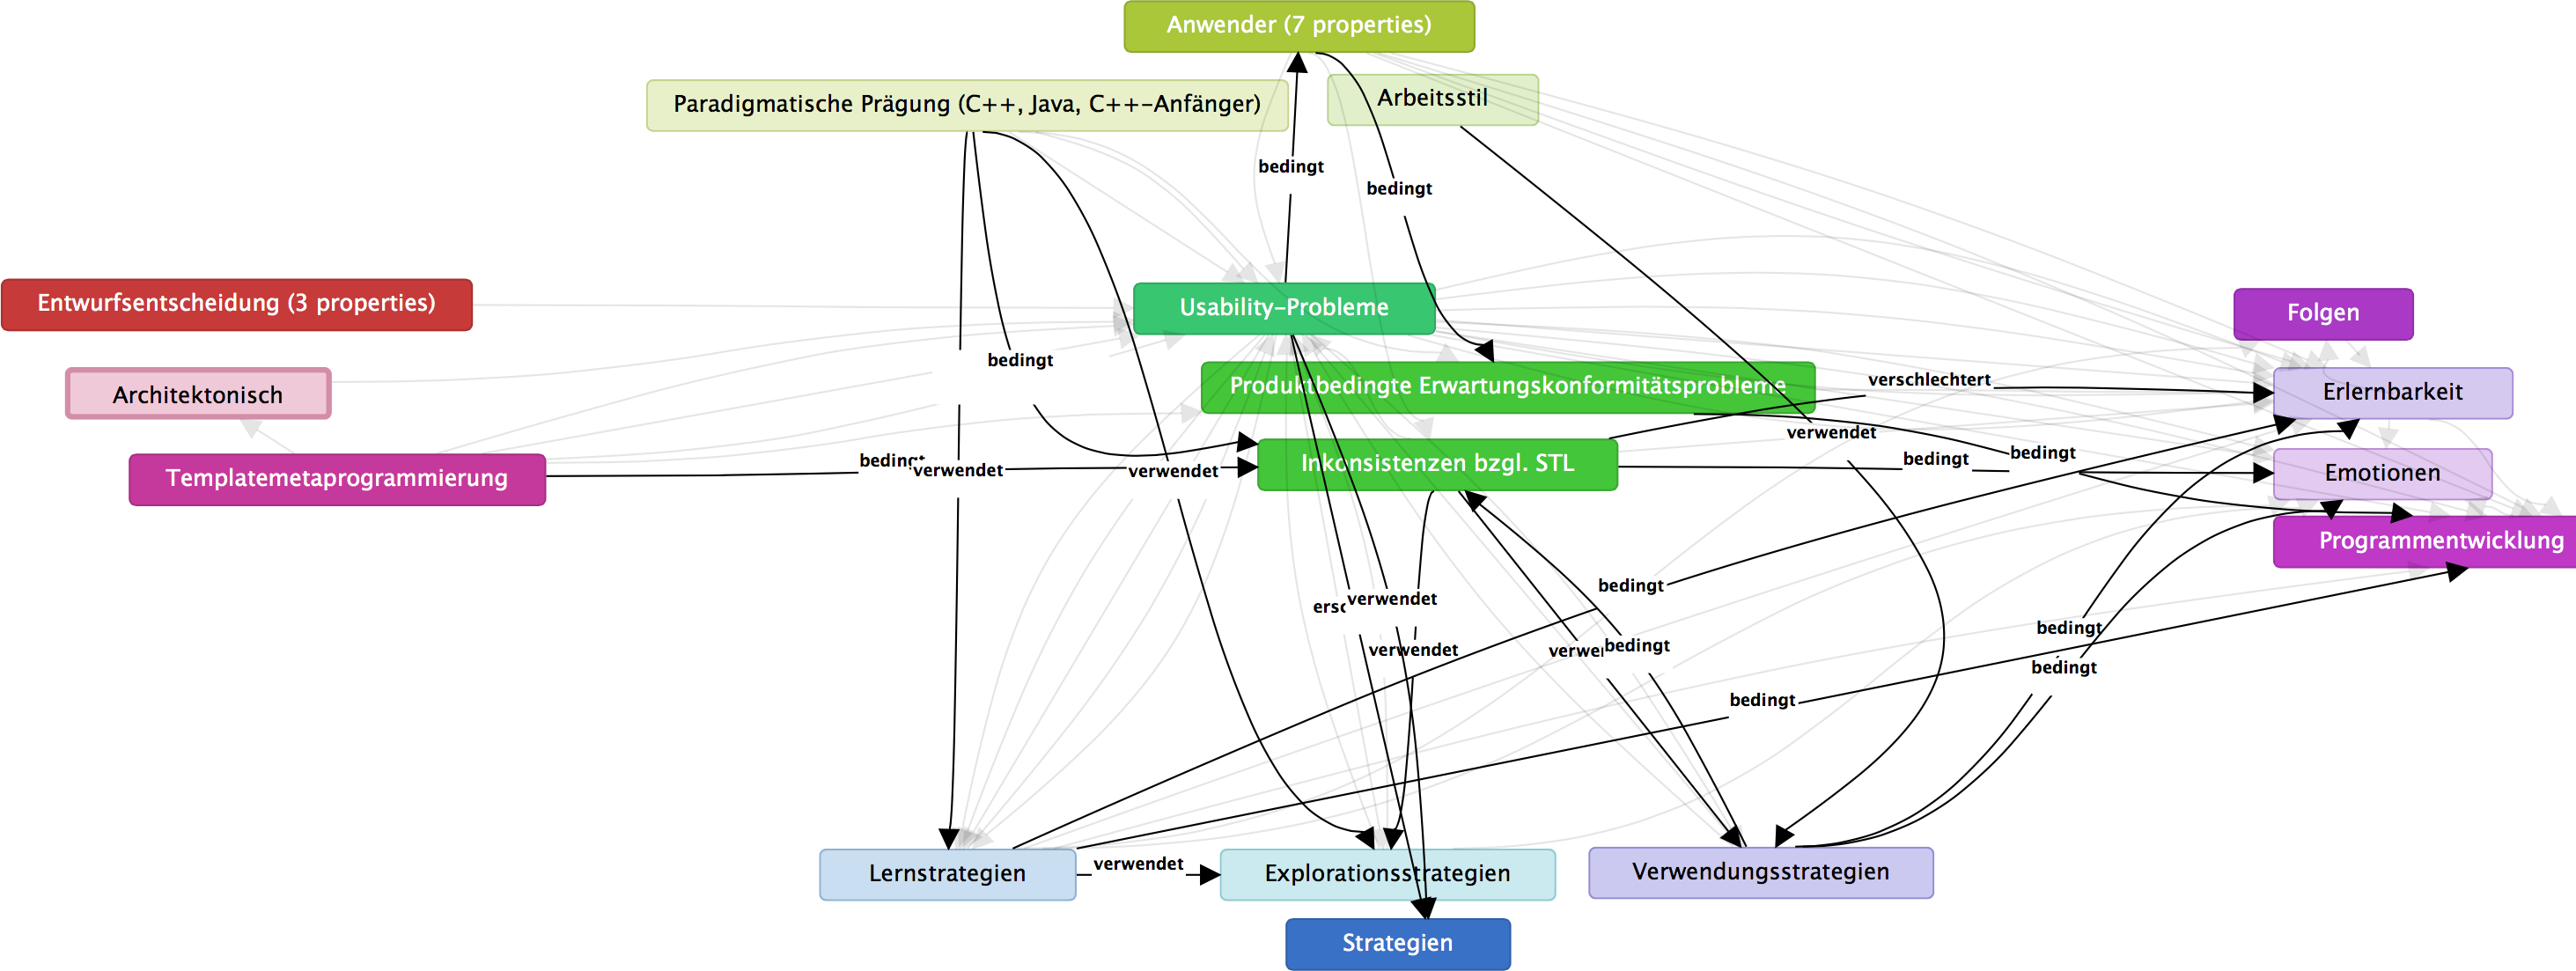 Anwender (7 properties)
Paradigmatische Prägung (C++, Java, C++-Anfänger)
Arbeitsstil
bedingt
bedingt
Entwurfsentscheidung (3 properties)
Usability-Probleme
Folgen
bedingt
Architektonisch
Produktbedingte Erwartungskonformitätsprobleme
verschlechtert
Erlernbarkeit
verwendet
Templatemetaprogrammierung
bedingt
verwendet
verwendet
Inkonsistenzen bzgl. STL
bedingt
bedingt
Emotionen
Programmentwicklung
bedingt
verwendet
verwendet
bedingt
bedingt
bedingt
bedingt
Lernstrategien
verwendet
Explorationsstrategien
Verwendungsstrategien
Strategien